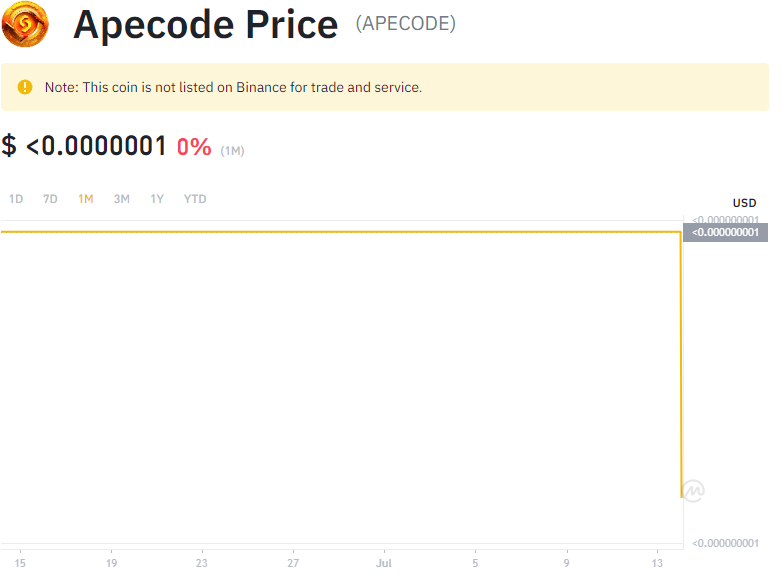 Apecode Price (APECODE)
Note: This coin is not listed on Binance for trade and service.
$ <0.0000001 0% (1M)
1D 7D 1M 3M 1Y YTD
USD
<0.000000001
<0.000000001
<0.000000001
15 19 23 27 Jul 5 9 13